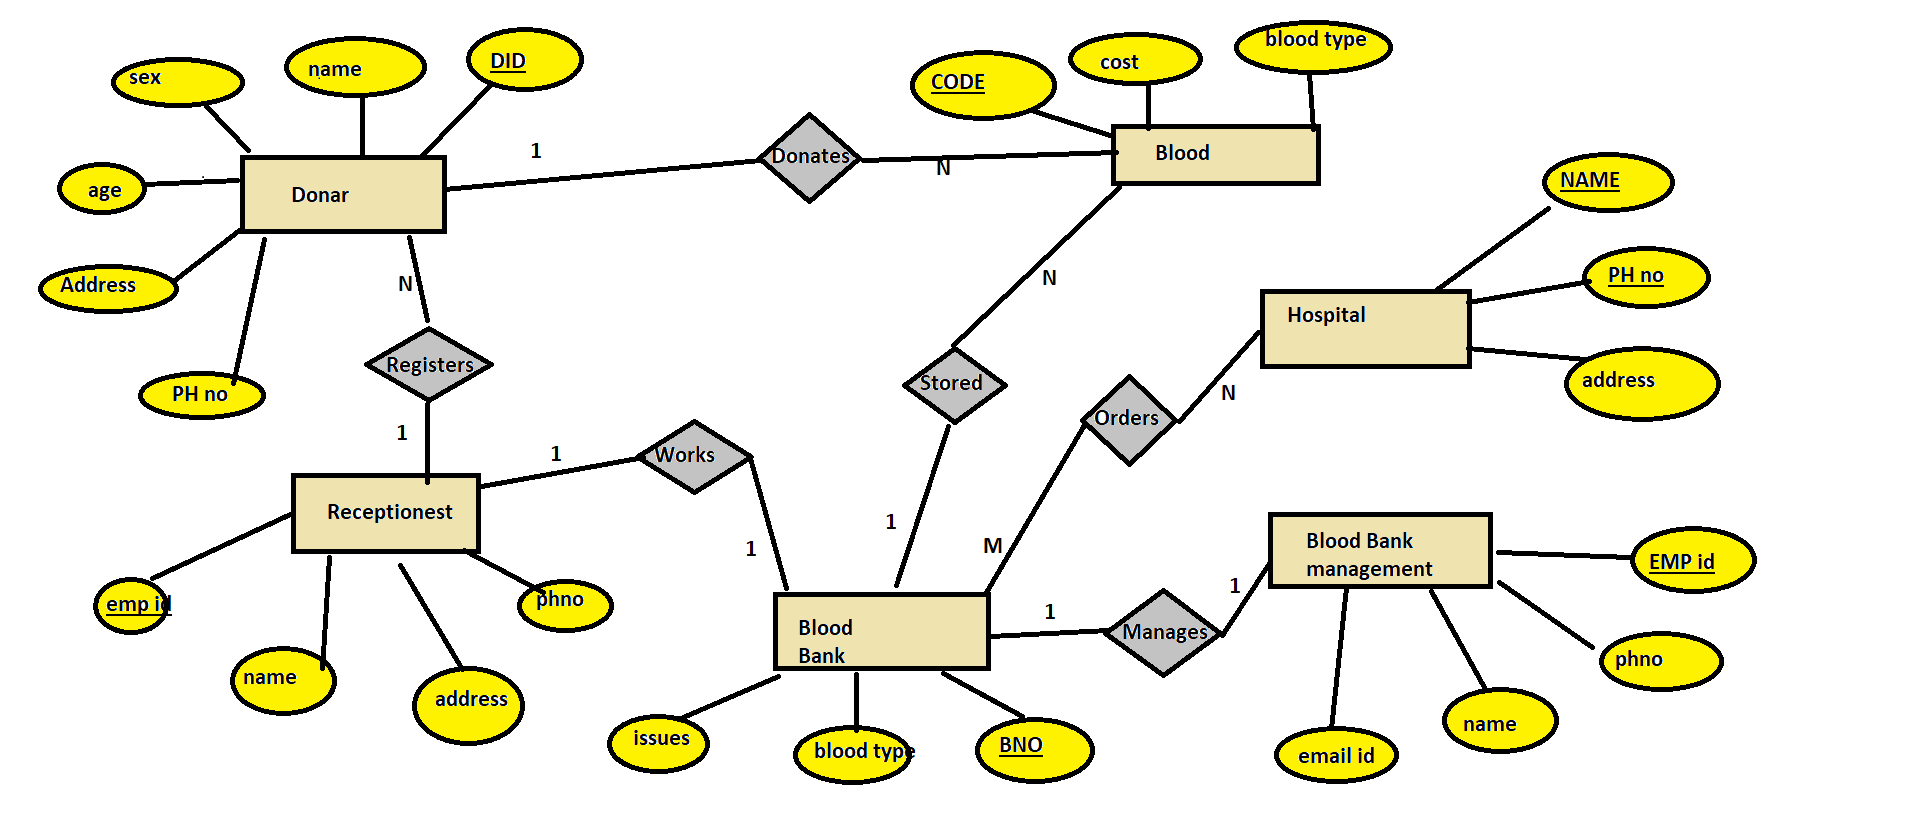 blood type
sex
name
DID
CODE
cost
1
Donates
N
Blood
age
Donar
NAME
Address
N
N
PH no
Hospital
Registers
Stored
address
PH no
N
Orders
1
1
Works
Receptionest
1
1
M
Blood Bank
management
EMP id
emp id
phno
1
1
Blood
Bank
Manages
name
address
phno
issues
blood type
BNO
name
email id